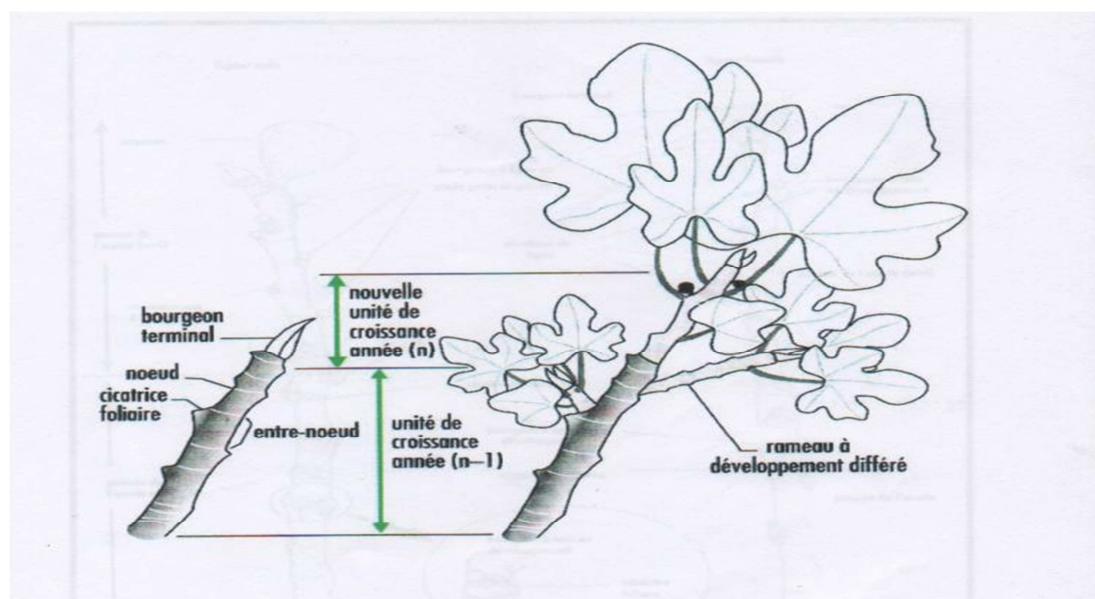 nouvelle
unité de
croissance
année (n)
bourgeon
terminal
noeud
cicatrice
foliaire
entre-noeud
unité de
croissance
année (n–1)
rameau à
développement différé